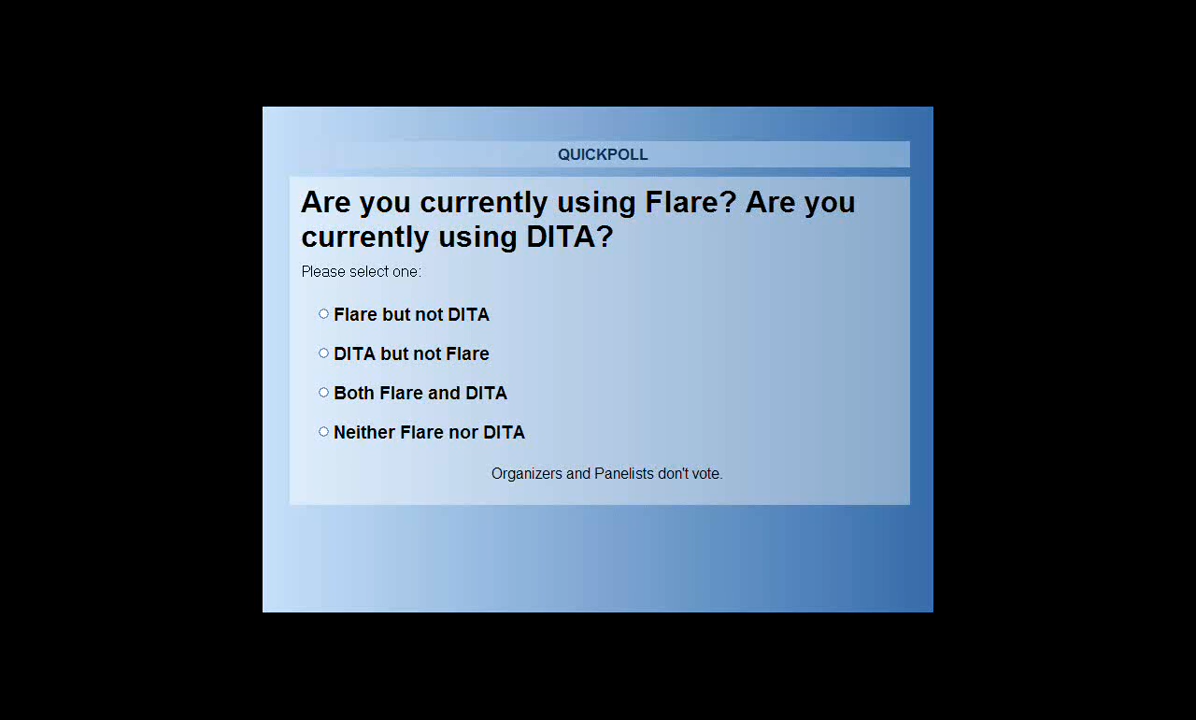 QUICKPOLL
Are you currently using Flare? Are you
currently using DITA?
Please select one:
Flare but not DITA
DITA but not Flare
Both Flare and DITA
Neither Flare nor DITA
Organizers and Panelists don't vote.